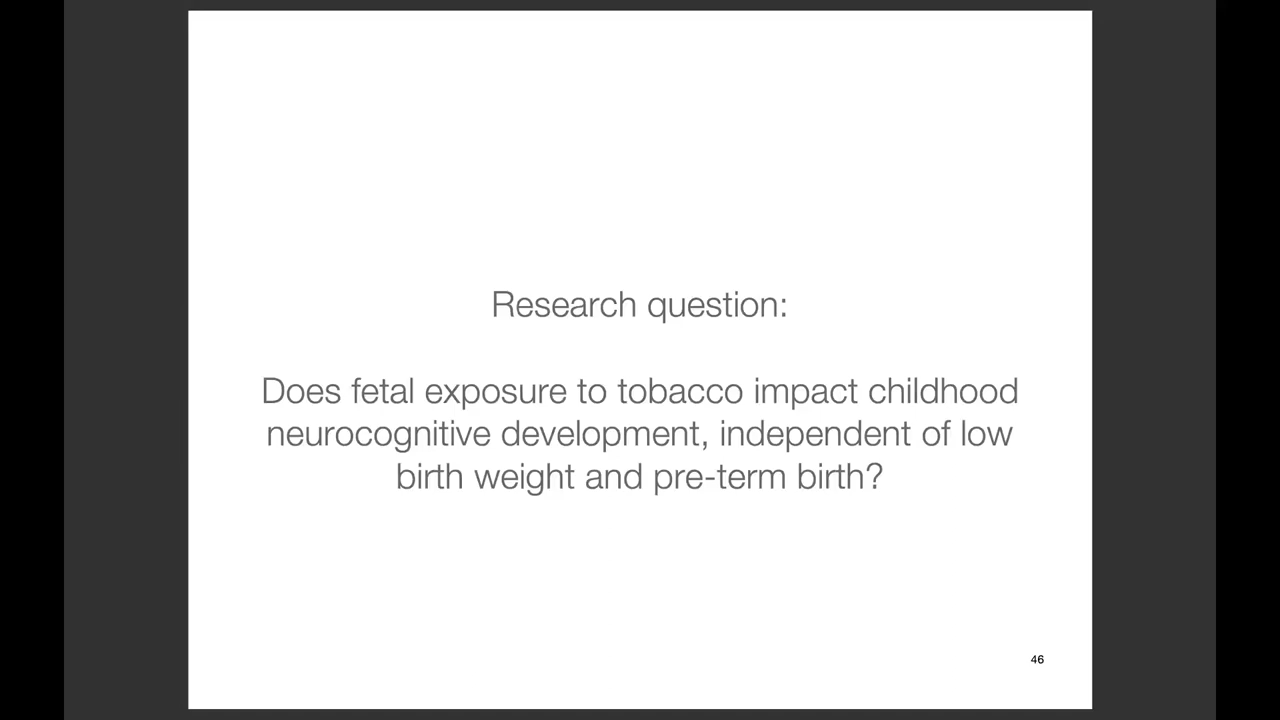 Research question:
Does fetal exposure to tobacco impact childhood
neurocognitive development, independent of low
birth weight and pre-term birth?
46